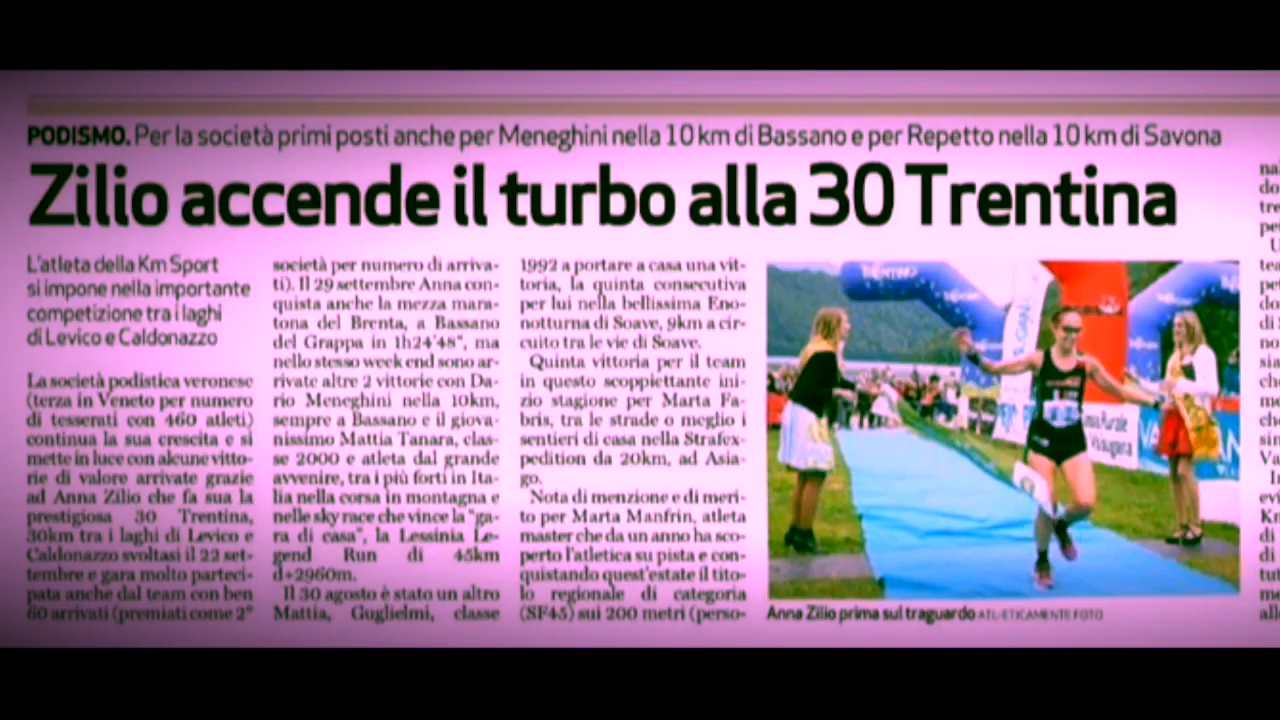 PODISMO. Per la società primi posti anche per Meneghini nella 10 km di Bassano e per Repetto nella 10 km di Savona
Zilio accende il turbo alla 30 Trentina
L'atleta della Km Sport
si impone nella importante
competizione tra i laghi
di Levico e Caldonazzo
La società podistica veronese
(terza in Veneto per numero
di tesserati con 460 atleti)
continua la sua crescita e si
mette in luce con alcune vitto-
rie di valore arrivate grazie
ad Anna Zilio che fa sua la
prestigiosa 30 Trentina,
30km tra i laghi di Levico e
Caldonazzo svoltasi il 22 set-
tembre e gara molto parteci-
pata anche dal team con ben
60 arrivati (premiati come 2ª
società per numero di arriva-
ti). Il 29 settembre Anna con-
quista anche la mezza mara-
tona del Brenta, a Bassano
del Grappa in 1h24'48", ma
nello stesso week end sono ar-
rivate altre 2 vittorie con Da-
rio Meneghini nella 10km,
sempre a Bassano e il giova-
nissimo Mattia Tanara, clas-
se 2000 e atleta dal grande
avvenire, tra i più forti in Ita-
lia nella corsa in montagna e
nelle sky race che vince la "ga-
ra di casa", la Lessinia Le-
gend Run di 45km
d+2960m.
Il 30 agosto è stato un altro
Mattia, Guglielmi, classe
1992 a portare a casa una vit-
toria, la quinta consecutiva
per lui nella bellissima Eno-
notturna di Soave, 9km a cir-
cuito tra le vie di Soave.
Quinta vittoria per il team
in questo scoppiettante ini-
zio stagione per Marta Fa-
bris, tra le strade o meglio i
sentieri di casa nella Strafex-
pedition da 20km, ad Asia-
go.
Nota di menzione e di meri-
to per Marta Manfrin, atleta
master che da un anno ha sco-
perto l'atletica su pista e con-
quistando quest'estate il tito-
lo regionale di categoria
(SF45) sui 200 metri (perso-
TRENTINO
Anna Zilio prima sul traguardo ATL-ETICAMENTE FOTO